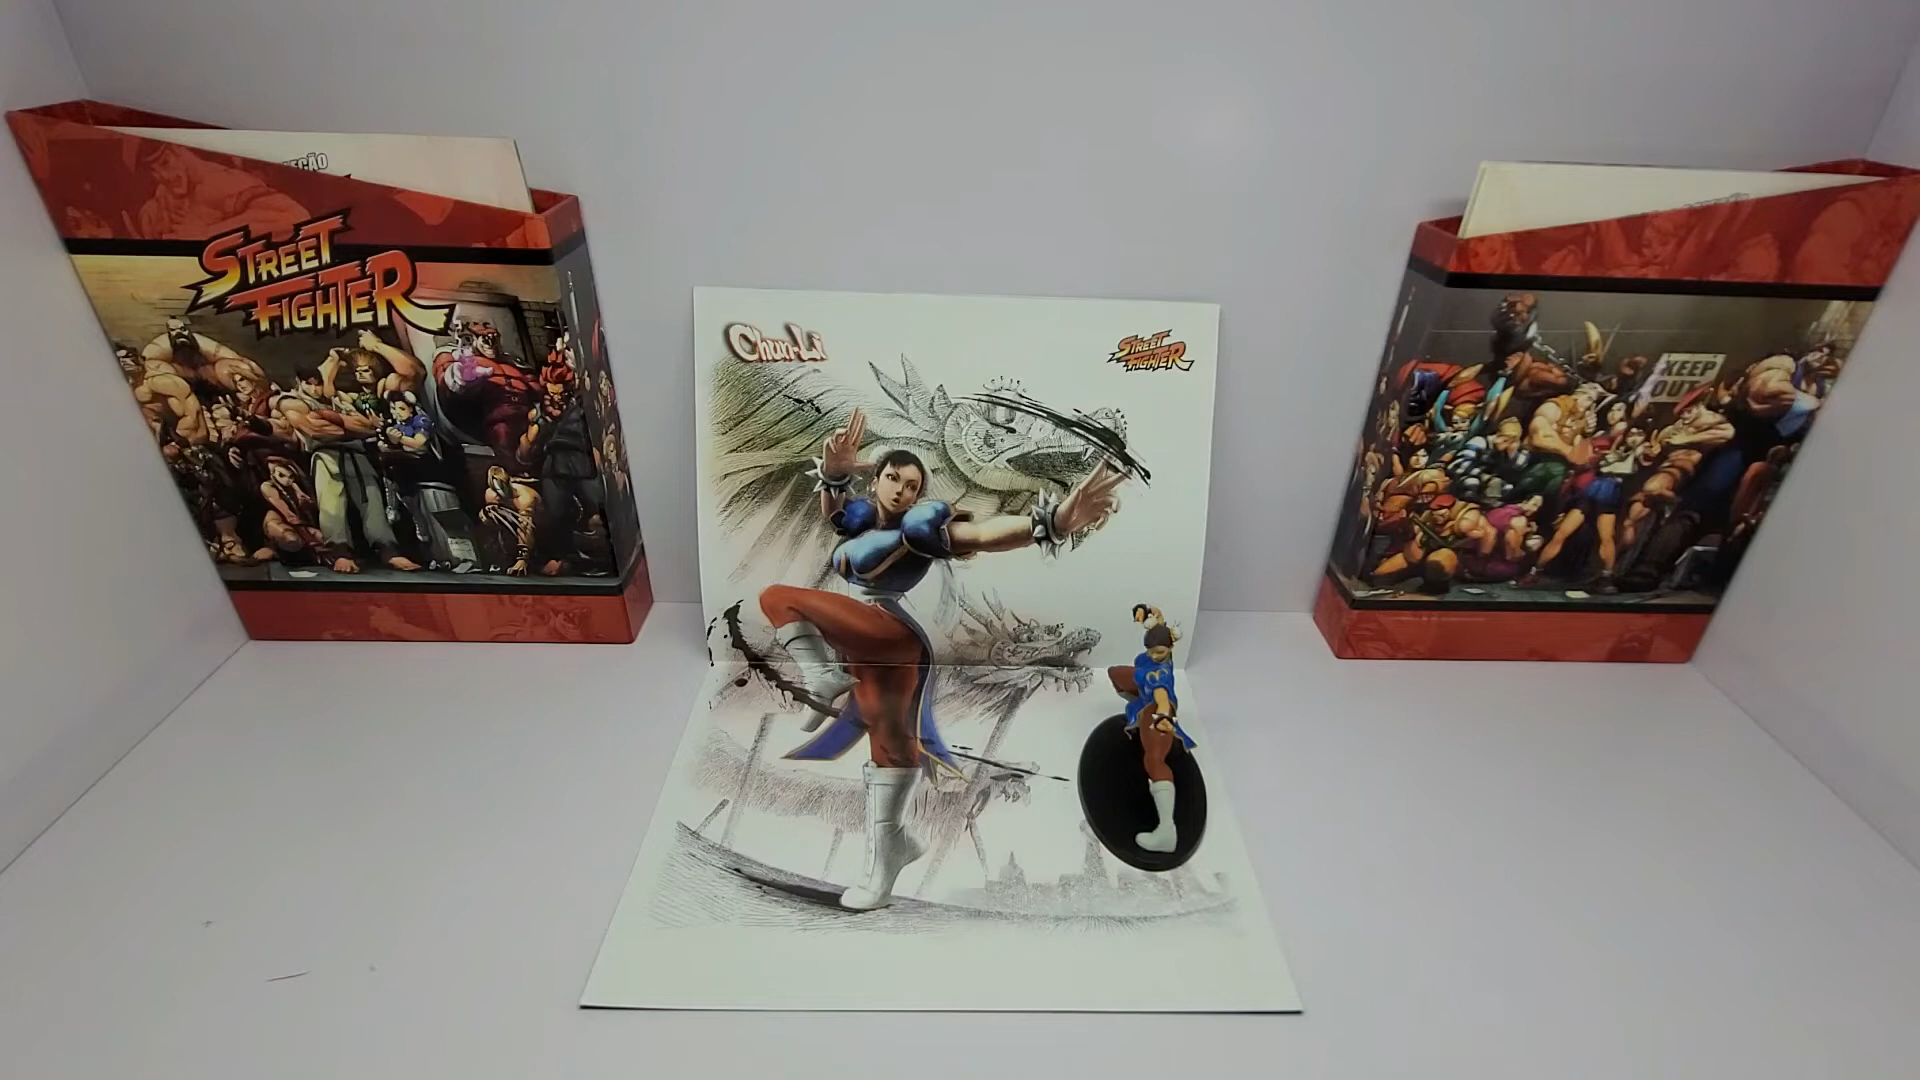 STREET
FIGHTER
Chun-Li
STREET
FIGHTER
KEEP
OUT